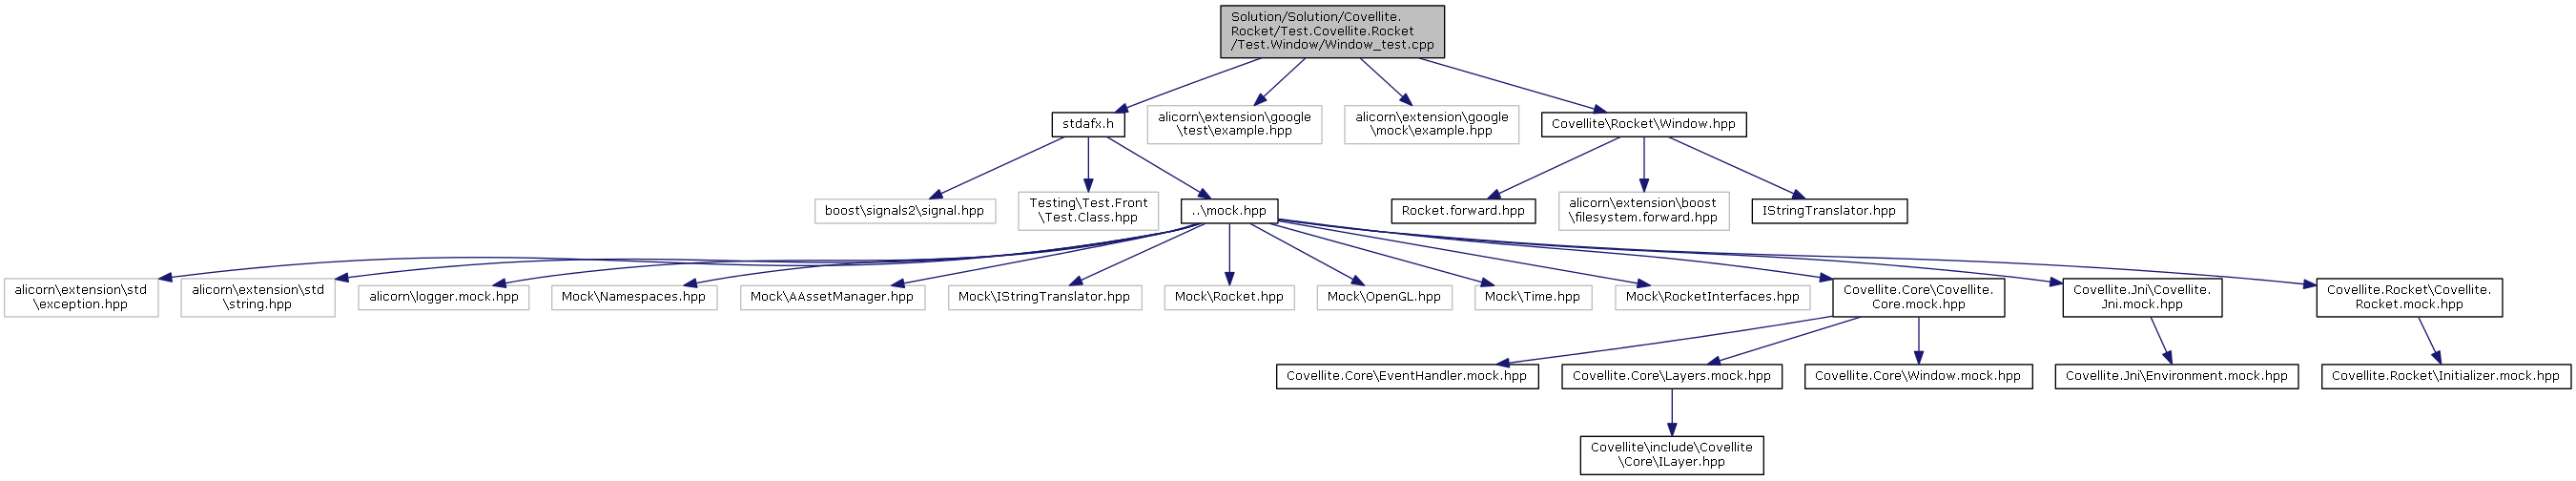 Solution/Solution/Covellite.
Rocket/Test.Covellite.Rocket
/Test.Window/Window_test.cpp
stdafx.h
alicorn\extension\google
\test\example.hpp
alicorn\extension\google
\mock\example.hpp
Covellite\Rocket\Window.hpp
boost\signals2\signal.hpp
Testing\Test.Front
\Test.Class.hpp
..\mock.hpp
Rocket.forward.hpp
alicorn\extension\boost
\filesystem.forward.hpp
IStringTranslator.hpp
alicorn\extension\std
\exception.hpp
alicorn\extension\std
\string.hpp
alicorn\logger.mock.hpp
Mock\Namespaces.hpp
Mock\AAssetManager.hpp
Mock\IStringTranslator.hpp
Mock\Rocket.hpp
Mock\OpenGL.hpp
Mock\Time.hpp
Mock\RocketInterfaces.hpp
Covellite.Core\Covellite.
Core.mock.hpp
Covellite.Jni\Covellite.
Jni.mock.hpp
Covellite.Rocket\Covellite.
Rocket.mock.hpp
Covellite.Core\EventHandler.mock.hpp
Covellite.Core\Layers.mock.hpp
Covellite.Core\Window.mock.hpp
Covellite.Jni\Environment.mock.hpp
Covellite.Rocket\Initializer.mock.hpp
Covellite\include\Covellite
\Core\ILayer.hpp